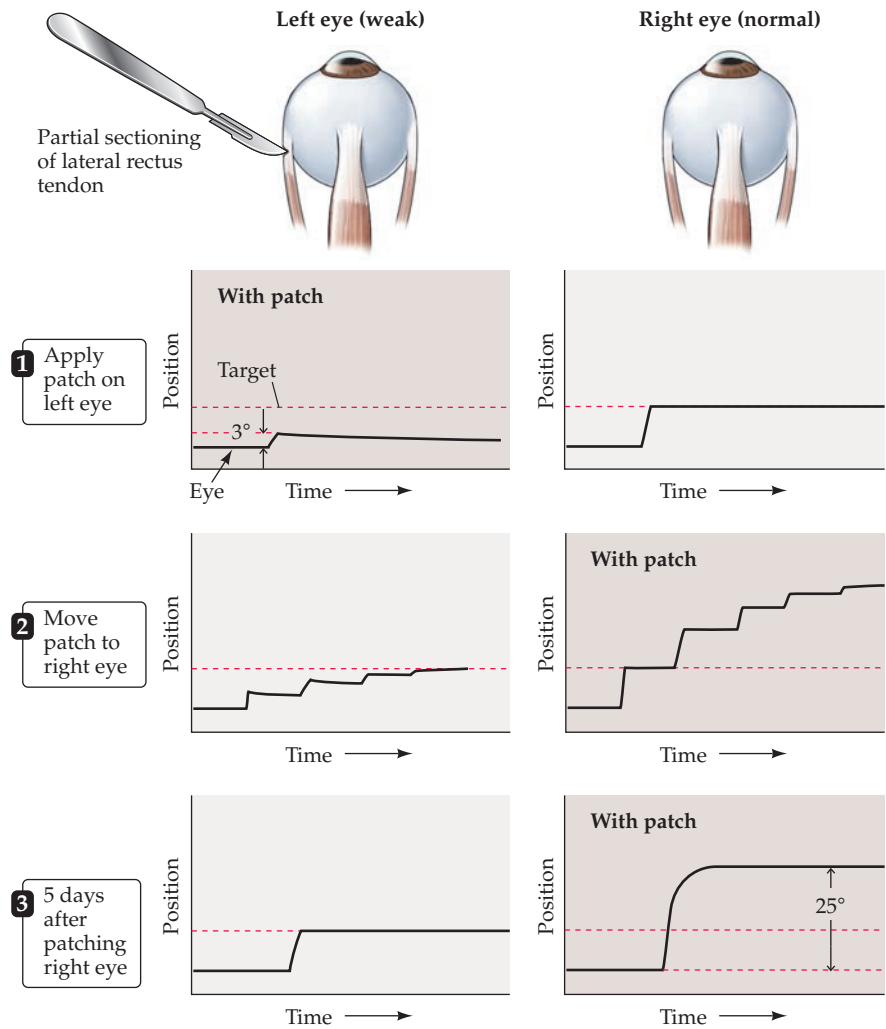 Left eye (weak)
Right eye (normal)
Partial sectioning
of lateral rectus
tendon
1
Apply
patch on
left eye
Position
With patch
Target
3°
Eye
Time
Position
Time
2
Move
patch to
right eye
Position
Time
Position
With patch
Time
3
5 days
after
patching
right eye
Position
Time
Position
With patch
25°
Time